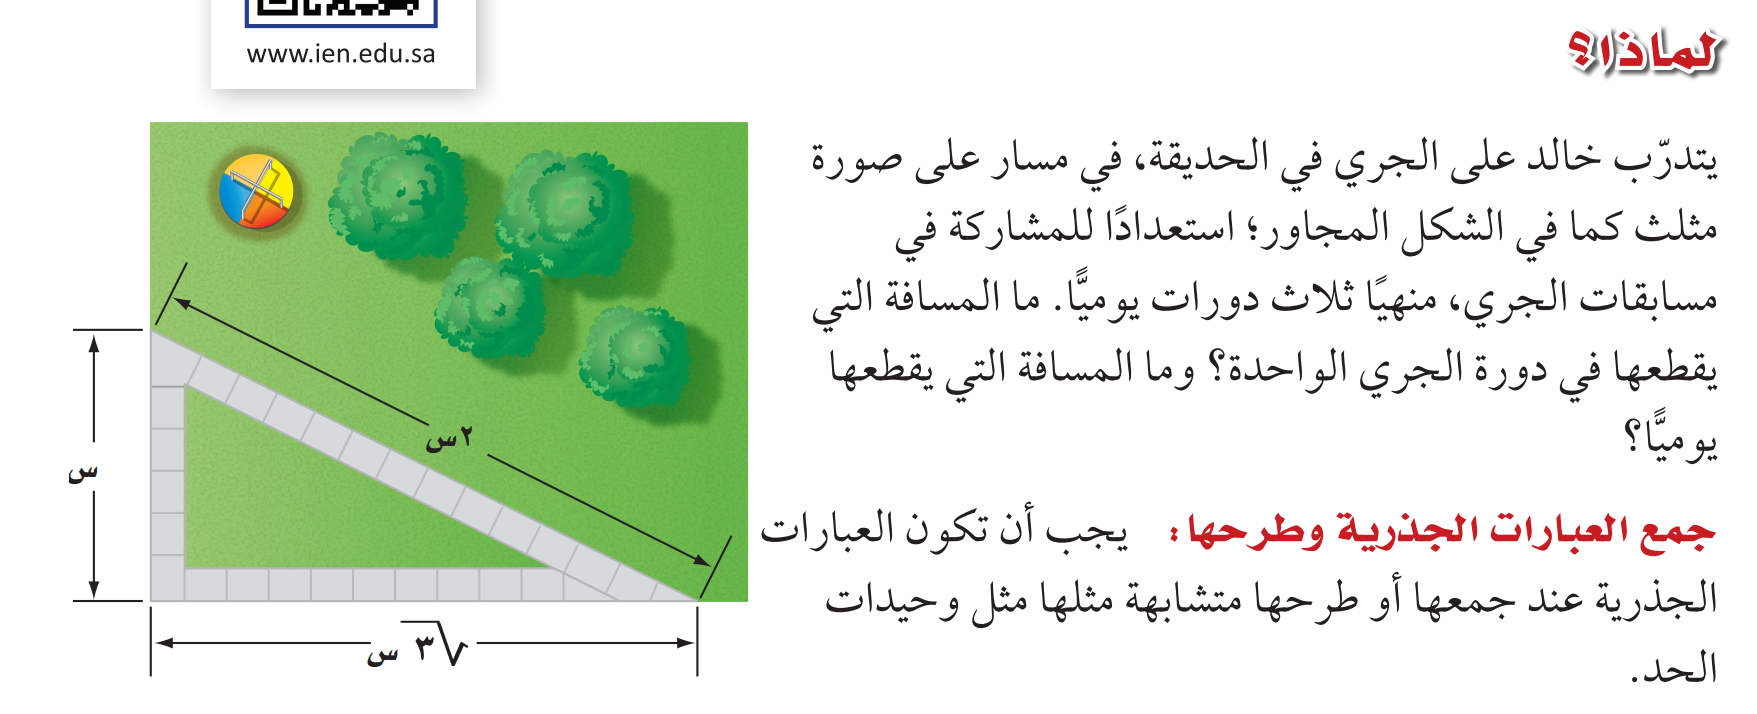 www.ien.edu.sa
لماذا؟
يتدرّب خالد على الجري في الحديقة، في مسار على صورة
مثلث كما في الشكل المجاور؛ استعدادًا للمشاركة في
مسابقات الجري، منهيًا ثلاث دورات يوميًّا. ما المسافة التي
يقطعها في دورة الجري الواحدة؟ وما المسافة التي يقطعها
يوميًّا؟
جمع العبارات الجذرية وطرحها: يجب أن تكون العبارات
الجذرية عند جمعها أو طرحها متشابهة مثلها مثل وحيدات
الحد.
٢س
س
√٣ س